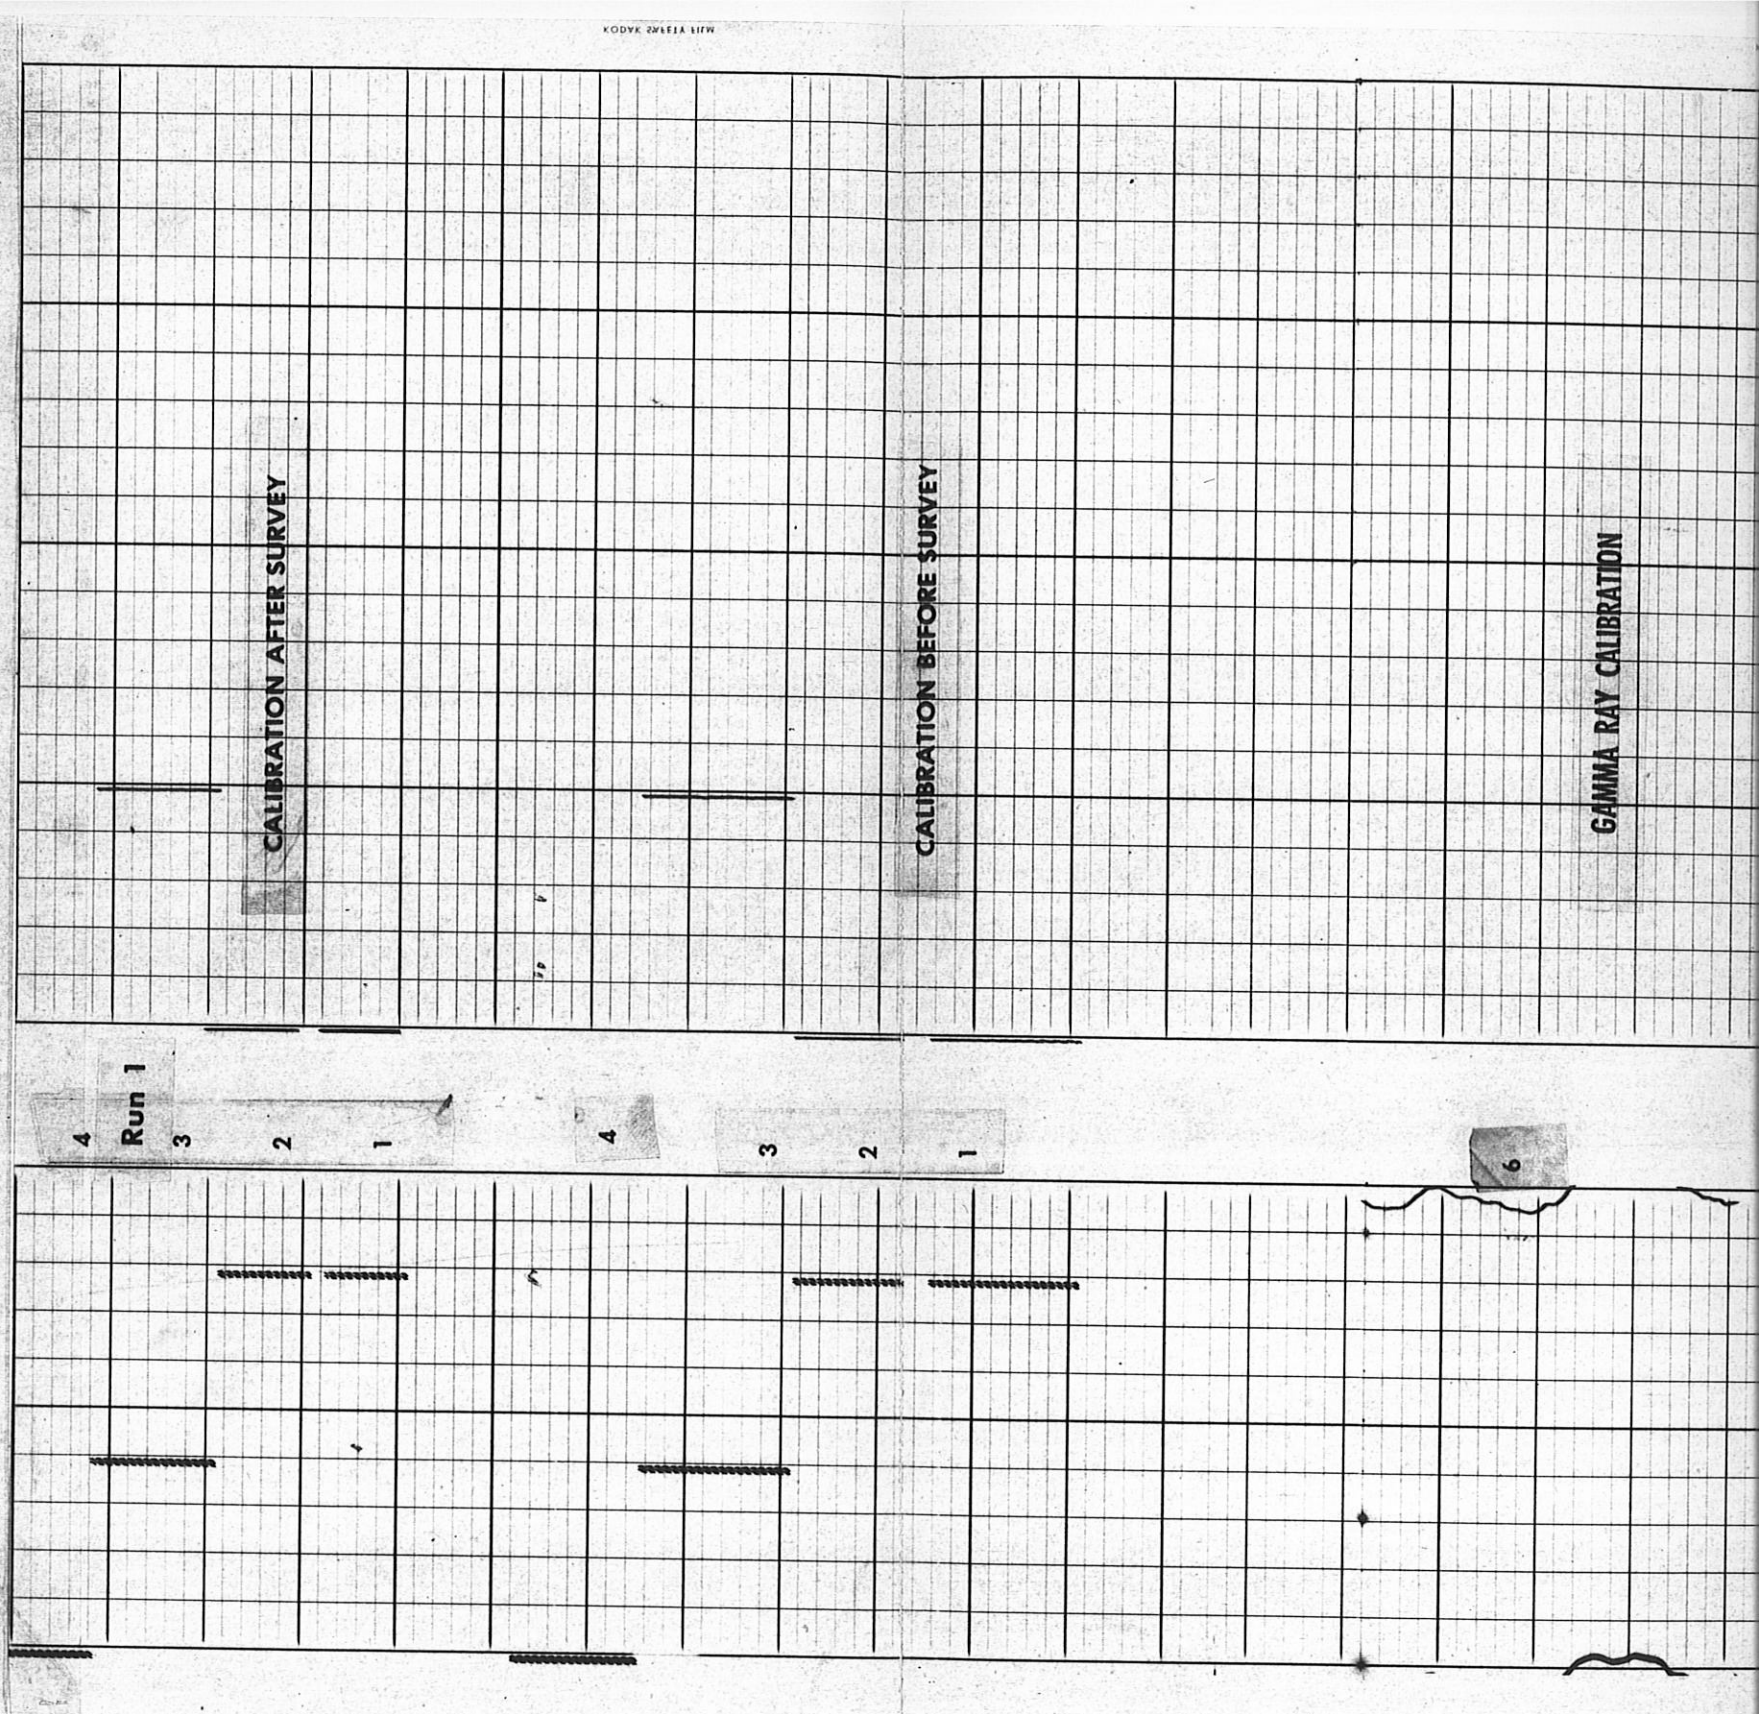 KODAK SAFETY FILM
CALIBRATION AFTER SURVEY
CALIBRATION BEFORE SURVEY
GAMMA RAY CALIBRATION
Run 1
4
3
2
1
4
3
2
1
6